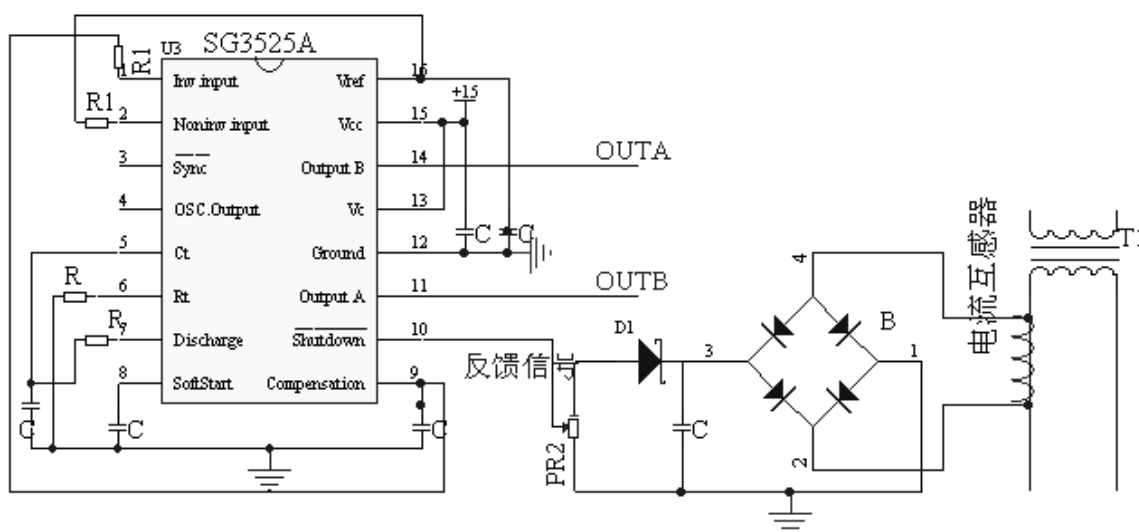 SG3525A
U3
R1
R1
1
Inv.input
Vref
16
2
Noninv.input
Vcc
15
+15
3
Sync
Output B
14
OUTA
4
OSC.Output
Vc
13
5
Ct
Ground
12
C
C
R
6
Rt
Output A
11
OUTB
R
7
Discharge
Shutdown
10
8
SoftStart
Compensation
9
C
C
C
反馈信号
PR2
D1
C
3
4
B
1
2
电流互感器